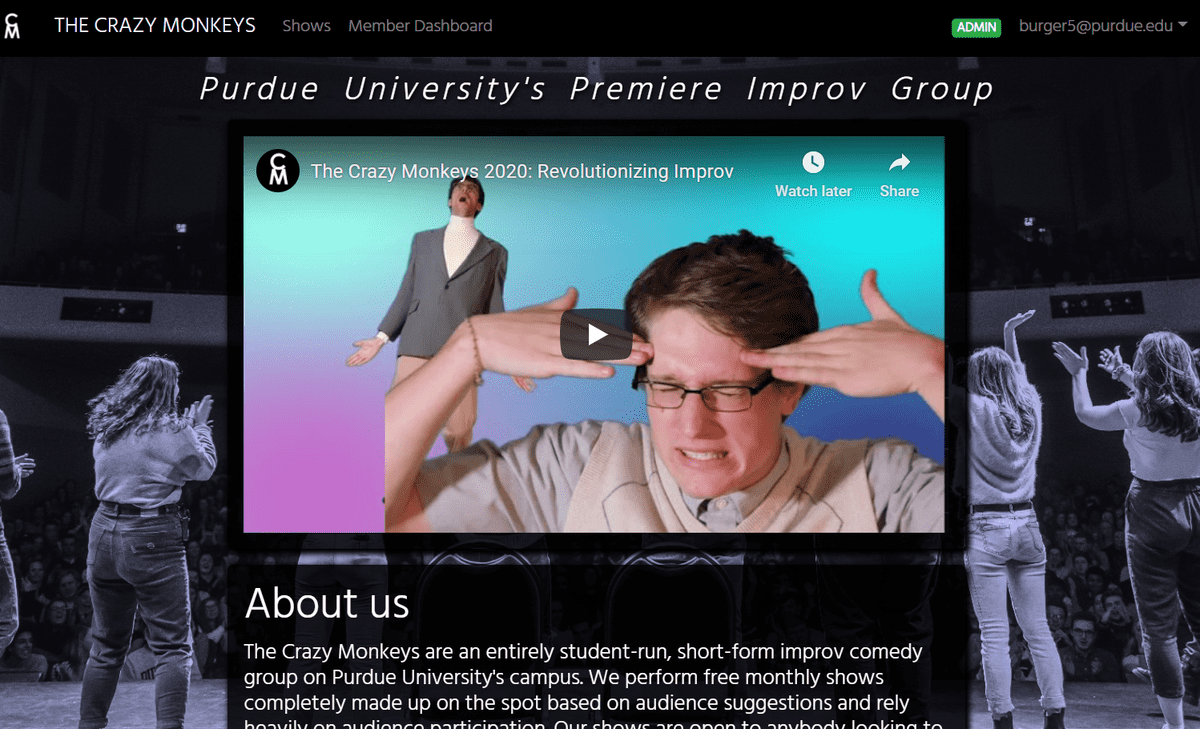 CM
THE CRAZY MONKEYS
Shows
Member Dashboard
ADMIN
burger5@purdue.edu
Purdue University's Premiere Improv Group
CM
The Crazy Monkeys 2020: Revolutionizing Improv
Watch later
Share
About us
The Crazy Monkeys are an entirely student-run, short-form improv comedy
group on Purdue University's campus. We perform free monthly shows
completely made up on the spot based on audience suggestions and rely
heavily on audience participation. Our shows are open to anybody looking to